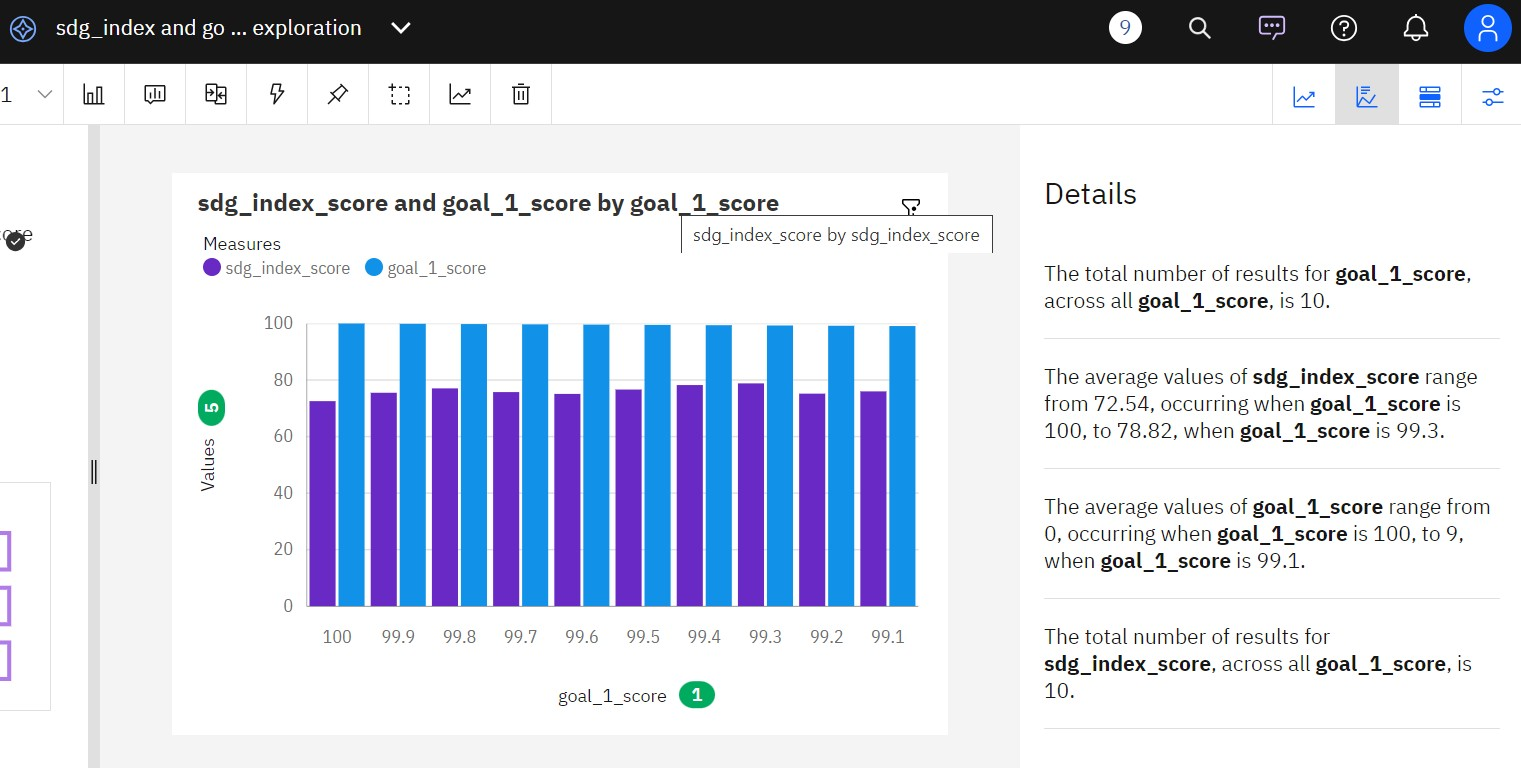 sdg_index and go ... exploration
9
1
core
sdg_index_score and goal_1_score by goal_1_score
sdg_index_score by sdg_index_score
Measures
sdg_index_score goal_1_score
100
80
60
40
20
0
Values 5
100 99.9 99.8 99.7 99.6 99.5 99.4 99.3 99.2 99.1
goal_1_score 1
Details
The total number of results for goal_1_score,
across all goal_1_score, is 10.
The average values of sdg_index_score range
from 72.54, occurring when goal_1_score is
100, to 78.82, when goal_1_score is 99.3.
The average values of goal_1_score range from
0, occurring when goal_1_score is 100, to 9,
when goal_1_score is 99.1.
The total number of results for
sdg_index_score, across all goal_1_score, is
10.